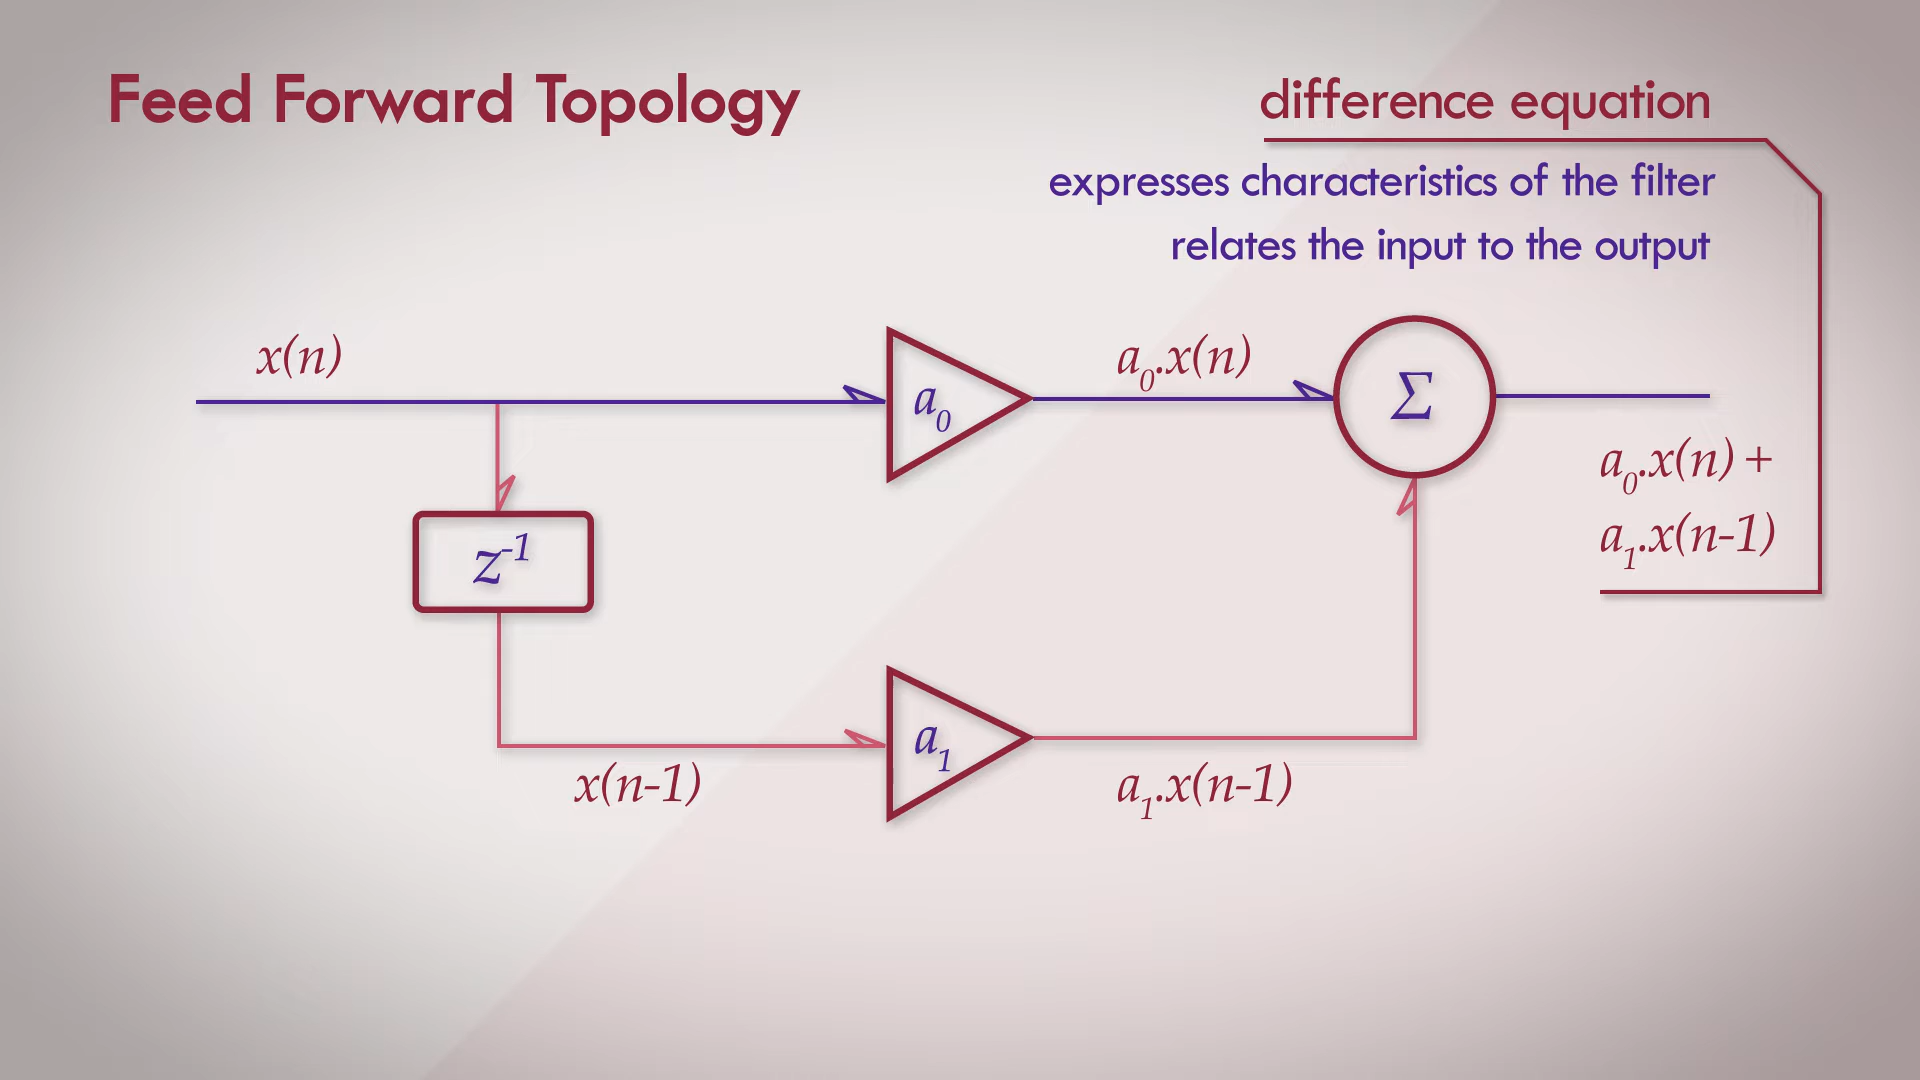 Feed Forward Topology
difference equation
expresses characteristics of the filter
relates the input to the output
x(n)
a₀
a₀.x(n)
Σ
a₀.x(n) +
a₁.x(n-1)
z⁻¹
x(n-1)
a₁
a₁.x(n-1)